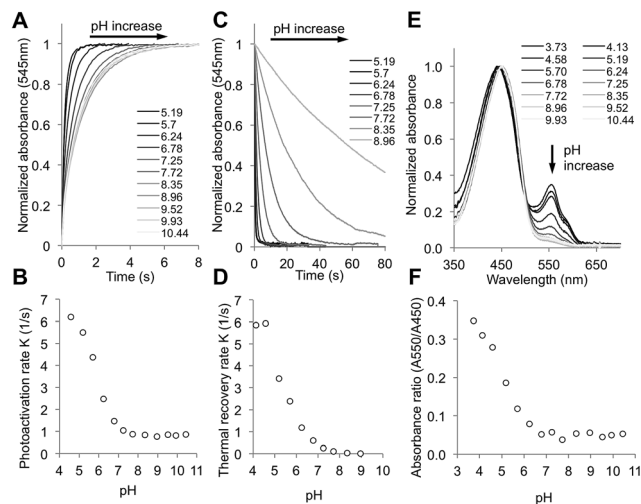 A
pH increase
Normalized absorbance (545nm)
1
0.8
0.6
0.4
0.2
0
5.19
5.7
6.24
6.78
7.25
7.72
8.35
8.96
9.52
9.93
10.44
0 2 4 6 8
Time (s)
C
pH increase
Normalized absorbance (545nm)
1
0.8
0.6
0.4
0.2
0
5.19
5.7
6.24
6.78
7.25
7.72
8.35
8.96
0 20 40 60 80
Time (s)
E
Normalized absorbance
1.0
0.8
0.6
0.4
0.2
0.0
3.73 4.13
4.58 5.19
5.70 6.24
6.78 7.25
7.72 8.35
8.96 9.52
9.93 10.44
pH
increase
350 450 550 650
Wavelength (nm)
B
Photoactivation rate K (1/s)
7
6
5
4
3
2
1
0
4 5 6 7 8 9 10 11
pH
D
Thermal recovery rate K (1/s)
7
6
5
4
3
2
1
0
4 5 6 7 8 9 10
pH
F
Absorbance ratio (A550/A450)
0.4
0.3
0.2
0.1
0.0
3 4 5 6 7 8 9 10 11
pH